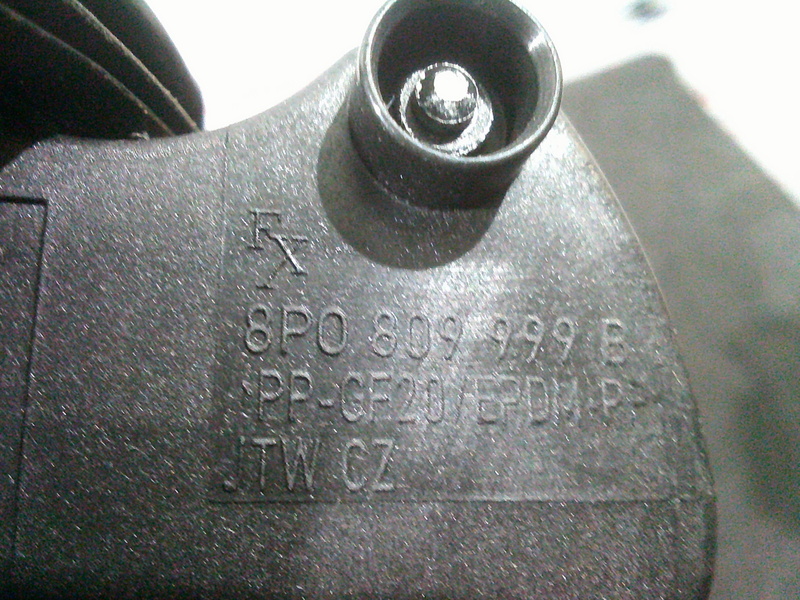 FX
8P0 809 999 B
>PP-GF20/EPDM-P<
JTW CZ